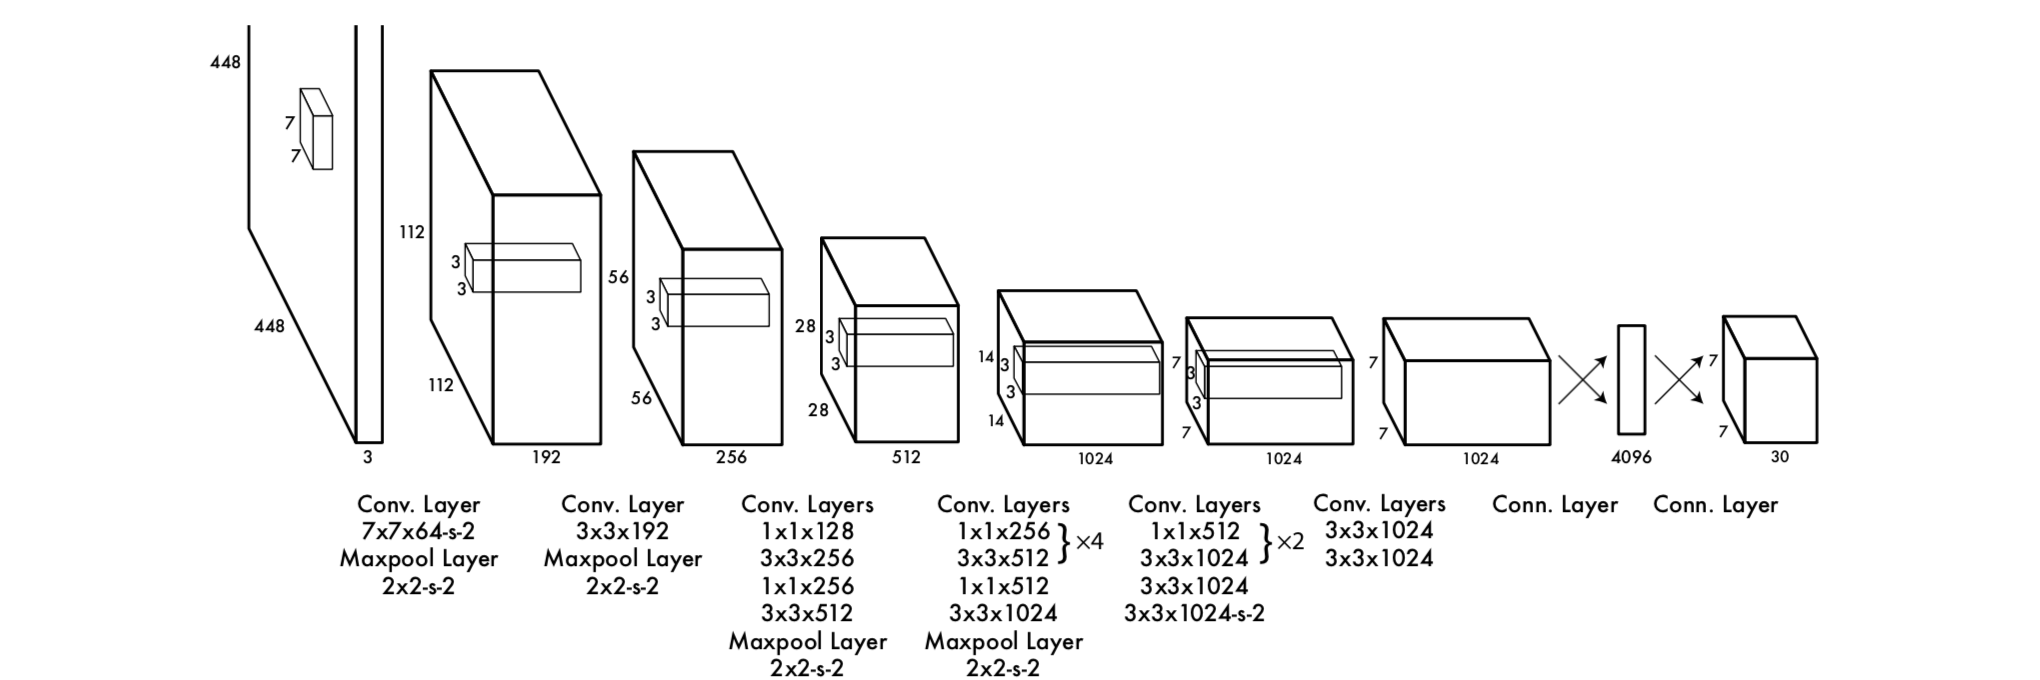 448
7
7
448
3
112
3
3
112
192
56
3
3
56
256
28
3
3
28
512
14
3
3
14
1024
7
3
3
7
1024
7
7
1024
4096
7
7
30
Conv. Layer
7x7x64-s-2
Maxpool Layer
2x2-s-2
Conv. Layer
3x3x192
Maxpool Layer
2x2-s-2
Conv. Layers
1x1x128
3x3x256
1x1x256
3x3x512
Maxpool Layer
2x2-s-2
Conv. Layers
1x1x256
3x3x512
} ×4
1x1x512
3x3x1024
Maxpool Layer
2x2-s-2
Conv. Layers
1x1x512
3x3x1024
} ×2
3x3x1024
3x3x1024-s-2
Conv. Layers
3x3x1024
3x3x1024
Conn. Layer
Conn. Layer